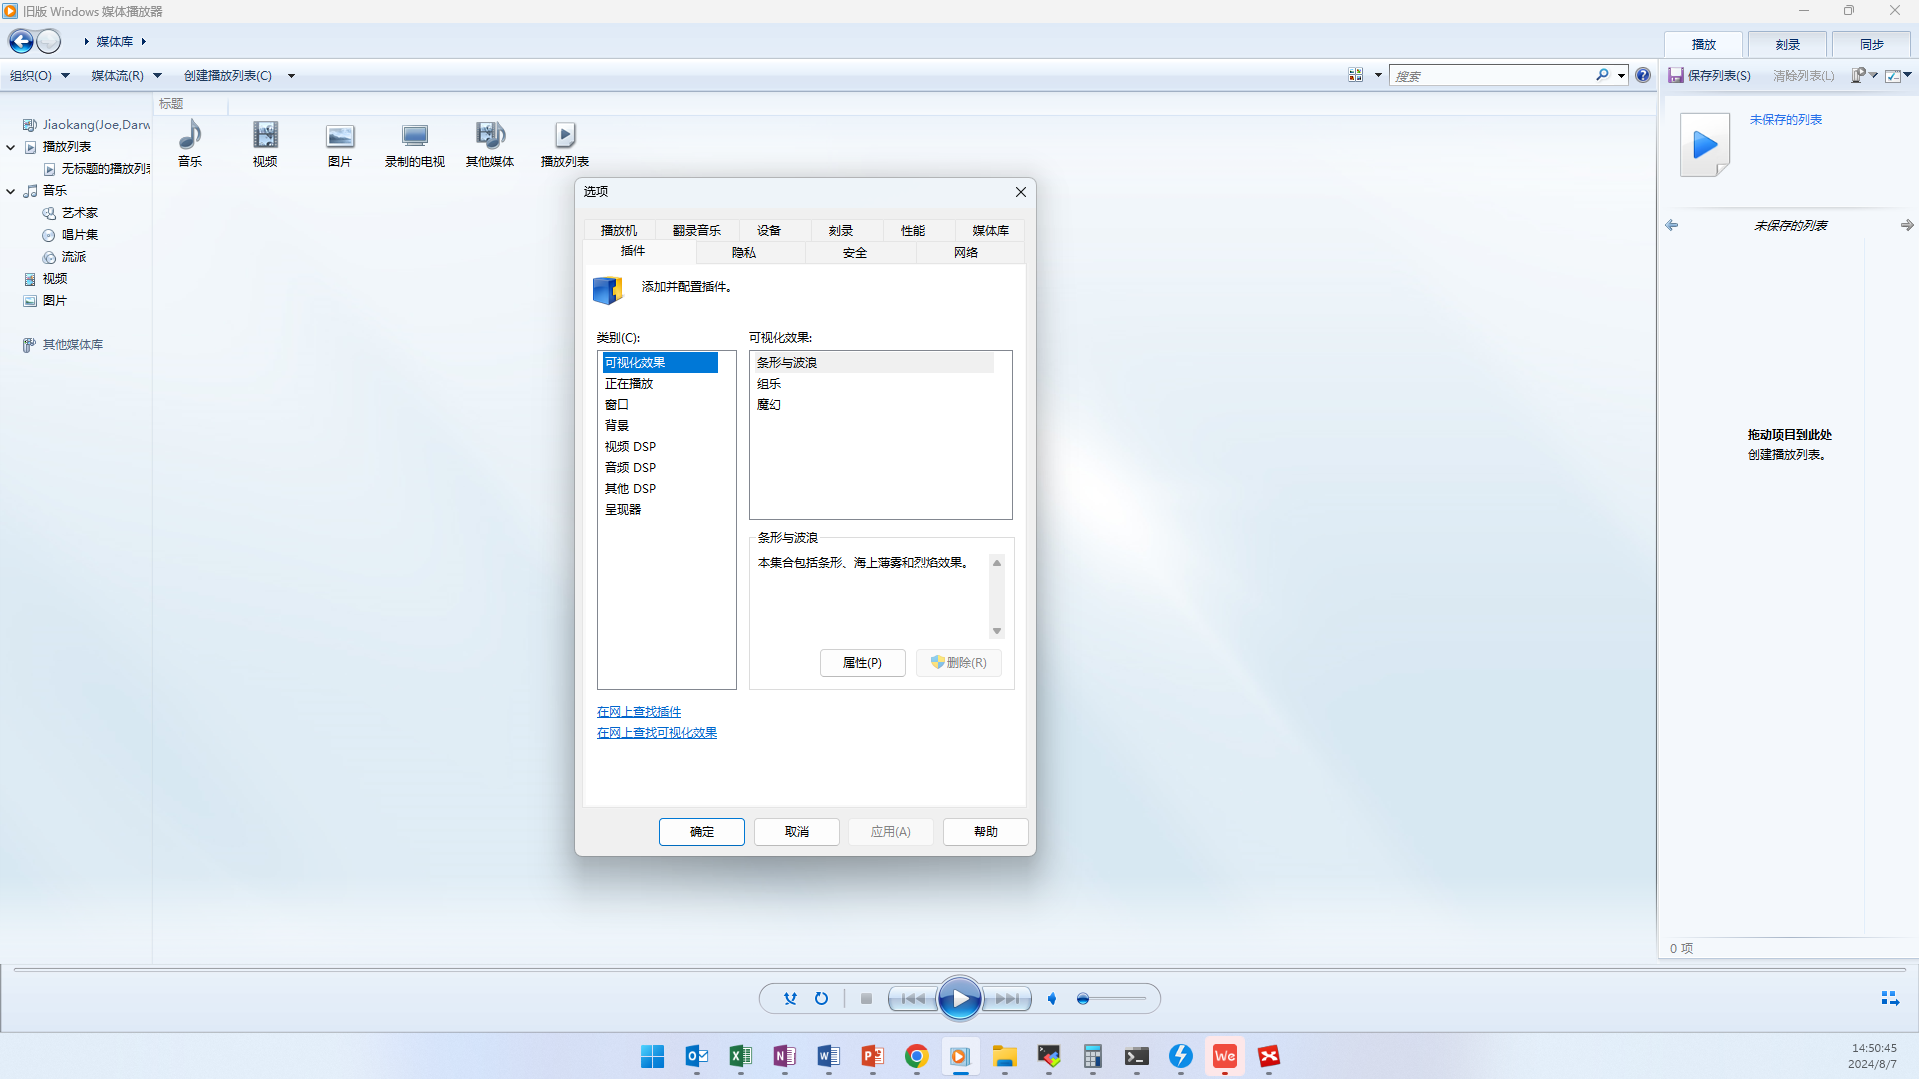 旧版 Windows 媒体播放器
媒体库
播放
刻录
同步
组织(O)
媒体流(R)
创建播放列表(C)
搜索
保存列表(S)
清除列表(L)
标题
Jiaokang(Joe,Darw
播放列表
无标题的播放列表
音乐
艺术家
唱片集
流派
视频
图片
其他媒体库
音乐
视频
图片
录制的电视
其他媒体
播放列表
选项
播放机
翻录音乐
设备
刻录
性能
媒体库
插件
隐私
安全
网络
添加并配置插件。
类别(C):
可视化效果
正在播放
窗口
背景
视频 DSP
音频 DSP
其他 DSP
呈现器
可视化效果:
条形与波浪
组乐
魔幻
条形与波浪
本集合包括条形、海上薄雾和烈焰效果。
属性(P)
删除(R)
在网上查找插件
在网上查找可视化效果
确定
取消
应用(A)
帮助
未保存的列表
未保存的列表
拖动项目到此处
创建播放列表。
0 项
We
14:50:45
2024/8/7